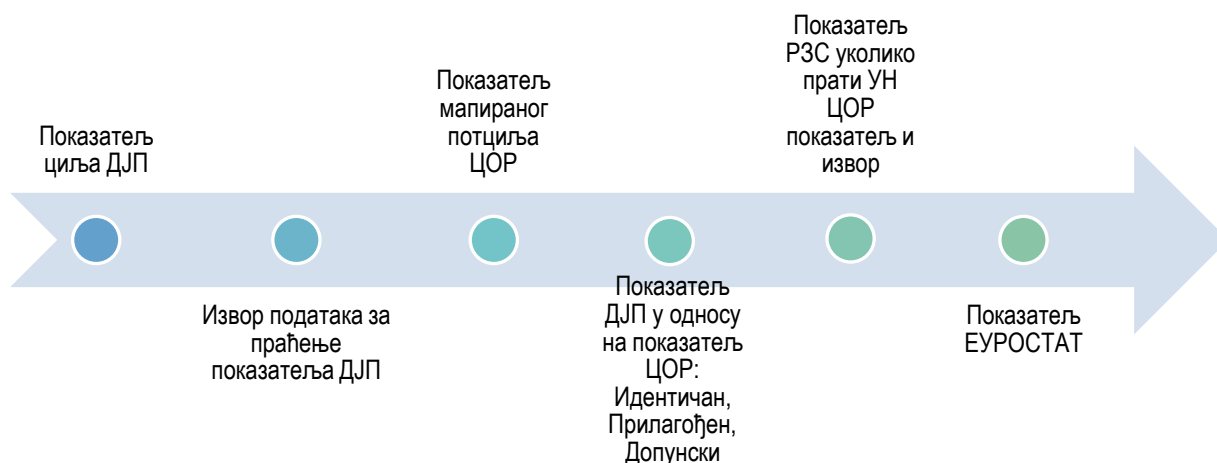 Показатељ
циља ДЈП
Извор података за
праћење
показатеља ДЈП
Показатељ
мапираног
потциља
ЦОР
Показатељ
ДЈП у односу
на показатељ
ЦОР:
Идентичан,
Прилагођен,
Допунски
Показатељ
РЗС уколико
прати УН
ЦОР
показатељ и
извор
Показатељ
ЕУРОСТАТ